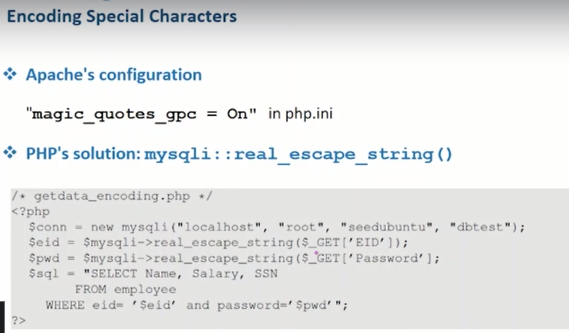 Encoding Special Characters
❖ Apache's configuration
"magic_quotes_gpc = On" in php.ini
❖ PHP's solution: mysqli::real_escape_string()
/* getdata_encoding.php */
<?php
$conn = new mysqli("localhost", "root", "seedubuntu", "dbtest");
$eid = $mysqli->real_escape_string($_GET['EID']);
$pwd = $mysqli->real_escape_string($_GET['Password'];
$sql = "SELECT Name, Salary, SSN
FROM employee
WHERE eid= '$eid' and password='$pwd'";
?>